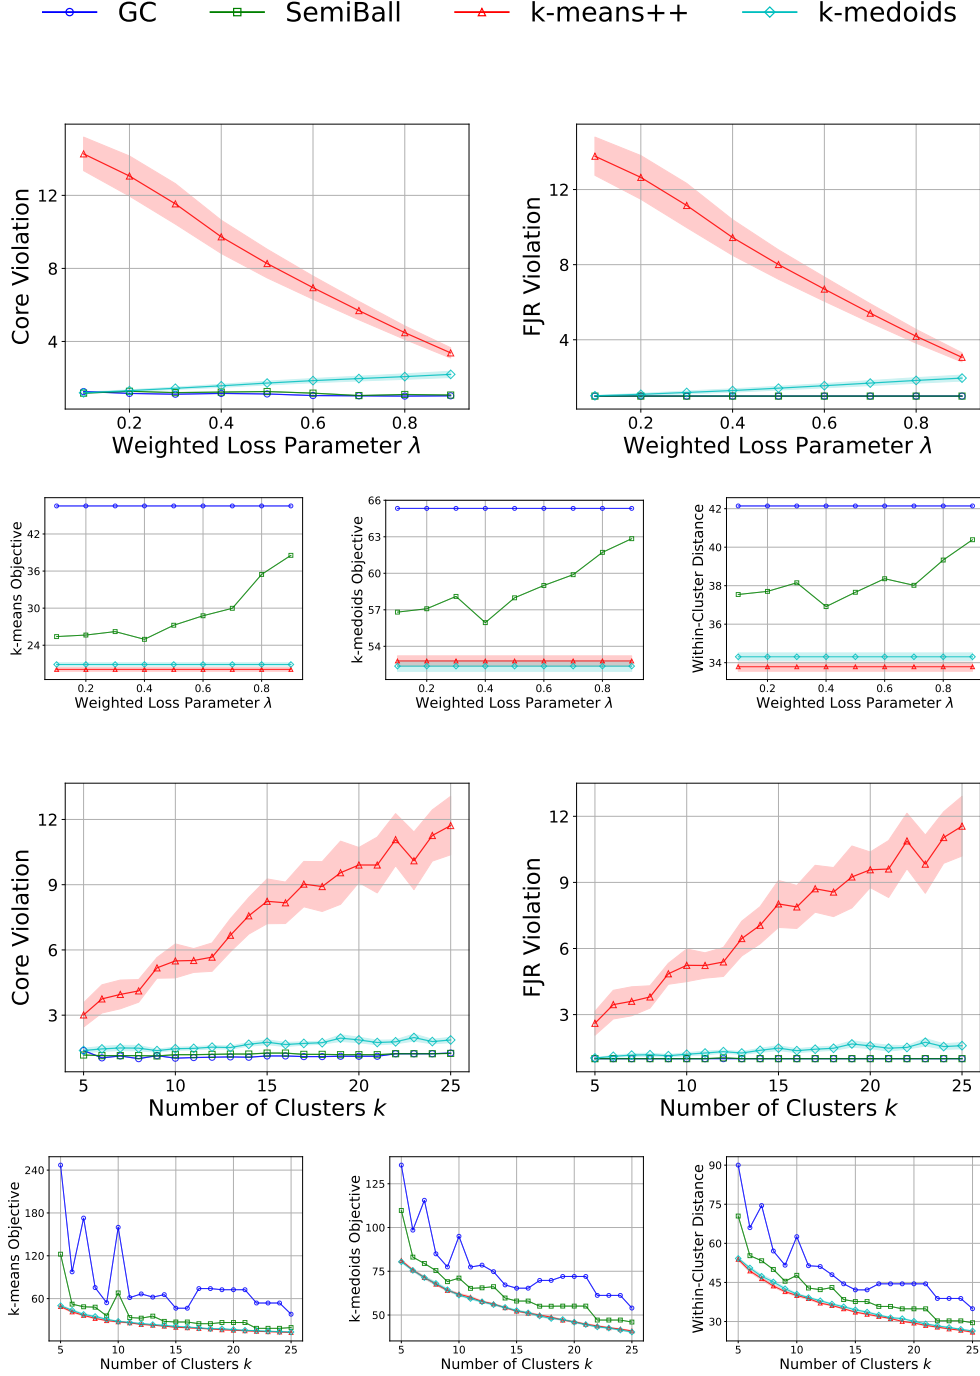 GC SemiBall k-means++ k-medoids
Core Violation
12
8
4
0.2 0.4 0.6 0.8
Weighted Loss Parameter λ
FJR Violation
12
8
4
0.2 0.4 0.6 0.8
Weighted Loss Parameter λ
k-means Objective
42
36
30
24
0.2 0.4 0.6 0.8
Weighted Loss Parameter λ
k-medoids Objective
66
63
60
57
54
0.2 0.4 0.6 0.8
Weighted Loss Parameter λ
Within-Cluster Distance
42
40
38
36
34
0.2 0.4 0.6 0.8
Weighted Loss Parameter λ
Core Violation
12
9
6
3
5 10 15 20 25
Number of Clusters k
FJR Violation
12
9
6
3
5 10 15 20 25
Number of Clusters k
k-means Objective
240
180
120
60
5 10 15 20 25
Number of Clusters k
k-medoids Objective
125
100
75
50
5 10 15 20 25
Number of Clusters k
Within-Cluster Distance
90
75
60
45
30
5 10 15 20 25
Number of Clusters k